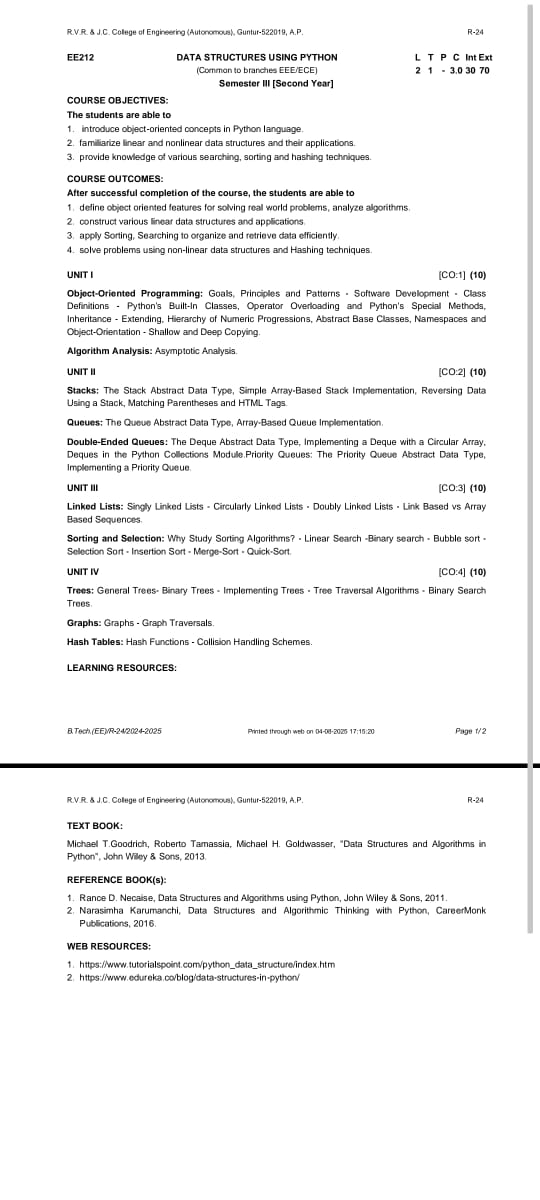 R.V.R. & J.C. College of Engineering (Autonomous), Guntur-522019, A.P. R-24
EE212 DATA STRUCTURES USING PYTHON L T P C Int Ext
(Common to branches EEE/ECE) 2 1 - 3.0 30 70
Semester III [Second Year]
COURSE OBJECTIVES:
The students are able to
1. introduce object-oriented concepts in Python language.
2. familiarize linear and nonlinear data structures and their applications.
3. provide knowledge of various searching, sorting and hashing techniques.
COURSE OUTCOMES:
After successful completion of the course, the students are able to
1. define object oriented features for solving real world problems, analyze algorithms.
2. construct various linear data structures and applications.
3. apply Sorting, Searching to organize and retrieve data efficiently.
4. solve problems using non-linear data structures and Hashing techniques.
UNIT I [CO:1] (10)
Object-Oriented Programming: Goals, Principles and Patterns - Software Development - Class
Definitions - Python's Built-In Classes, Operator Overloading and Python's Special Methods,
Inheritance - Extending, Hierarchy of Numeric Progressions, Abstract Base Classes, Namespaces and
Object-Orientation - Shallow and Deep Copying.
Algorithm Analysis: Asymptotic Analysis.
UNIT II [CO:2] (10)
Stacks: The Stack Abstract Data Type, Simple Array-Based Stack Implementation, Reversing Data
Using a Stack, Matching Parentheses and HTML Tags.
Queues: The Queue Abstract Data Type, Array-Based Queue Implementation.
Double-Ended Queues: The Deque Abstract Data Type, Implementing a Deque with a Circular Array,
Deques in the Python Collections Module.Priority Queues: The Priority Queue Abstract Data Type,
Implementing a Priority Queue.
UNIT III [CO:3] (10)
Linked Lists: Singly Linked Lists - Circularly Linked Lists - Doubly Linked Lists - Link Based vs Array
Based Sequences.
Sorting and Selection: Why Study Sorting Algorithms? - Linear Search -Binary search - Bubble sort -
Selection Sort - Insertion Sort - Merge-Sort - Quick-Sort.
UNIT IV [CO:4] (10)
Trees: General Trees- Binary Trees - Implementing Trees - Tree Traversal Algorithms - Binary Search
Trees.
Graphs: Graphs - Graph Traversals.
Hash Tables: Hash Functions - Collision Handling Schemes.
LEARNING RESOURCES:
B.Tech.(EE)/R-24/2024-2025 Printed through web on 04-08-2025 17:15:20 Page 1/2
R.V.R. & J.C. College of Engineering (Autonomous), Guntur-522019, A.P. R-24
TEXT BOOK:
Michael T.Goodrich, Roberto Tamassia, Michael H. Goldwasser, "Data Structures and Algorithms in
Python", John Wiley & Sons, 2013.
REFERENCE BOOK(s):
1. Rance D. Necaise, Data Structures and Algorithms using Python, John Wiley & Sons, 2011.
2. Narasimha Karumanchi, Data Structures and Algorithmic Thinking with Python, CareerMonk
Publications, 2016.
WEB RESOURCES:
1. https://www.tutorialspoint.com/python_data_structure/index.htm
2. https://www.edureka.co/blog/data-structures-in-python/